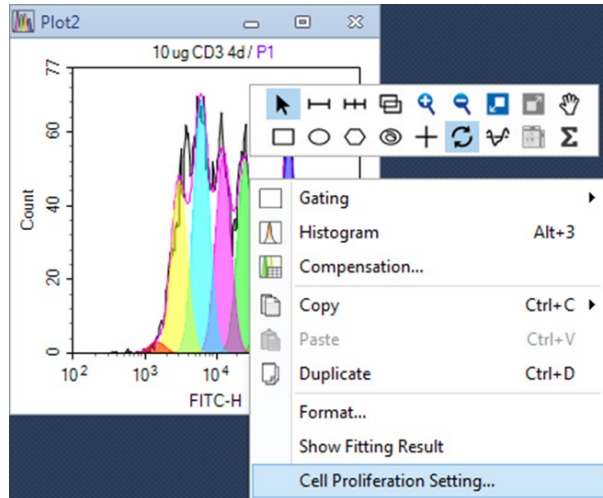 Plot2
10 ug CD3 4d / P1
77
60
40
20
0
Count
10²
10³
10⁴
FITC-H
Gating
Histogram Alt+3
Compensation...
Copy Ctrl+C
Paste Ctrl+V
Duplicate Ctrl+D
Format...
Show Fitting Result
Cell Proliferation Setting...
Σ